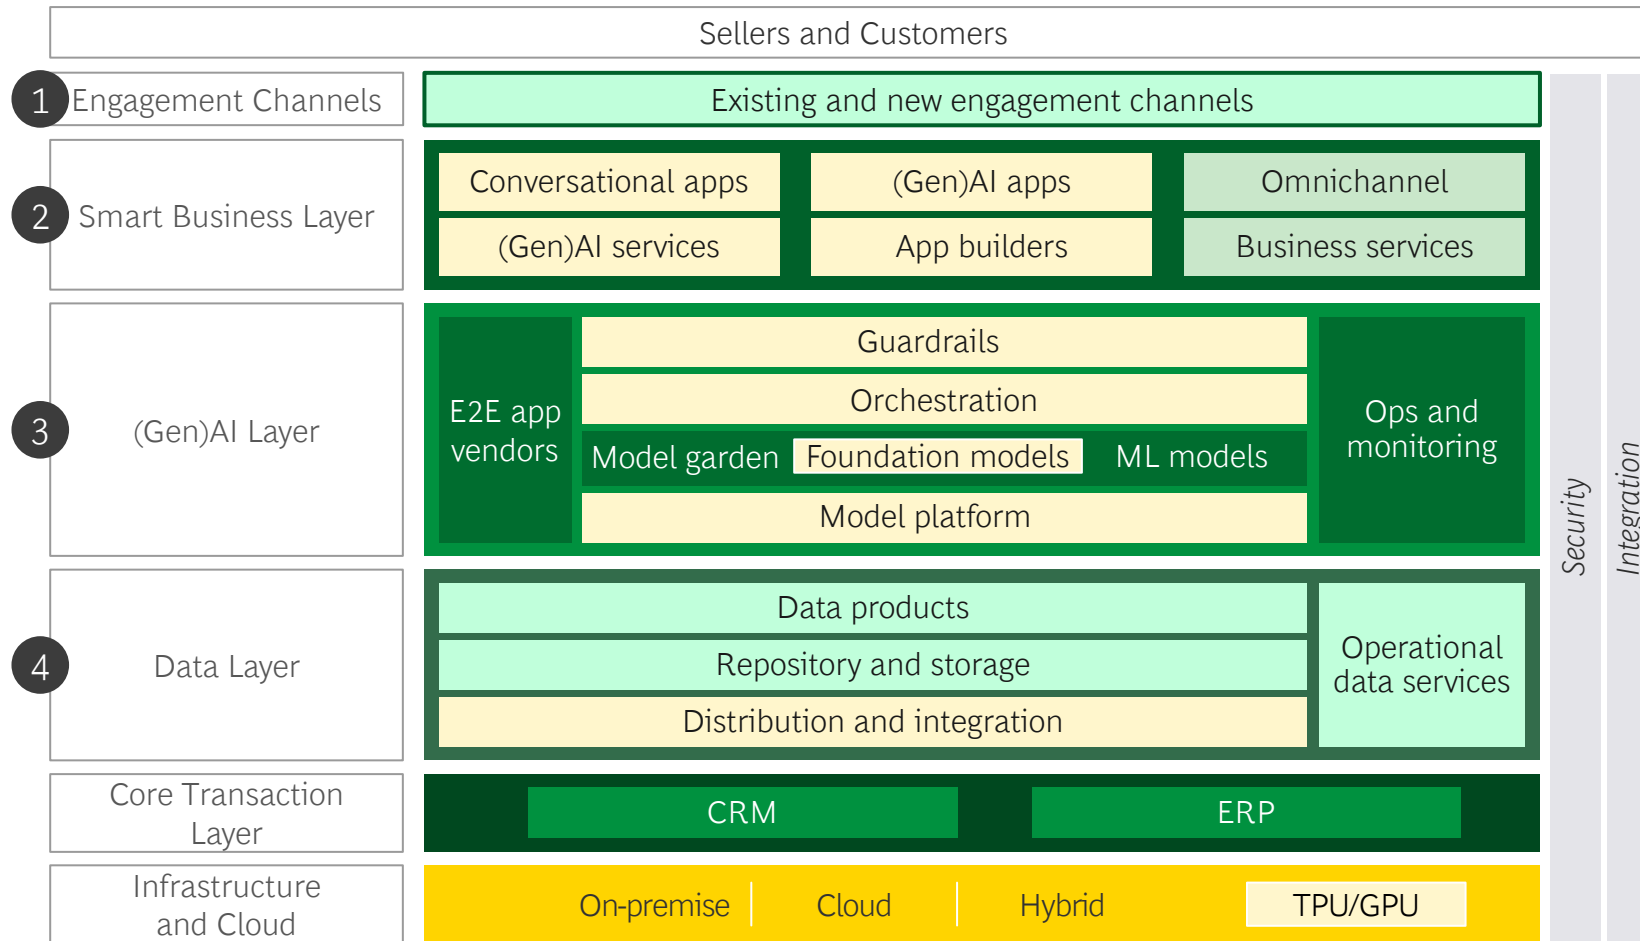 Sellers and Customers
1
Engagement Channels
Existing and new engagement channels
2
Smart Business Layer
Conversational apps
(Gen)AI apps
Omnichannel
(Gen)AI services
App builders
Business services
3
(Gen)AI Layer
E2E app
vendors
Guardrails
Orchestration
Model garden
Foundation models
ML models
Model platform
Ops and
monitoring
4
Data Layer
Data products
Repository and storage
Distribution and integration
Operational
data services
Core Transaction
Layer
CRM
ERP
Infrastructure
and Cloud
On-premise
Cloud
Hybrid
TPU/GPU
Security
Integration